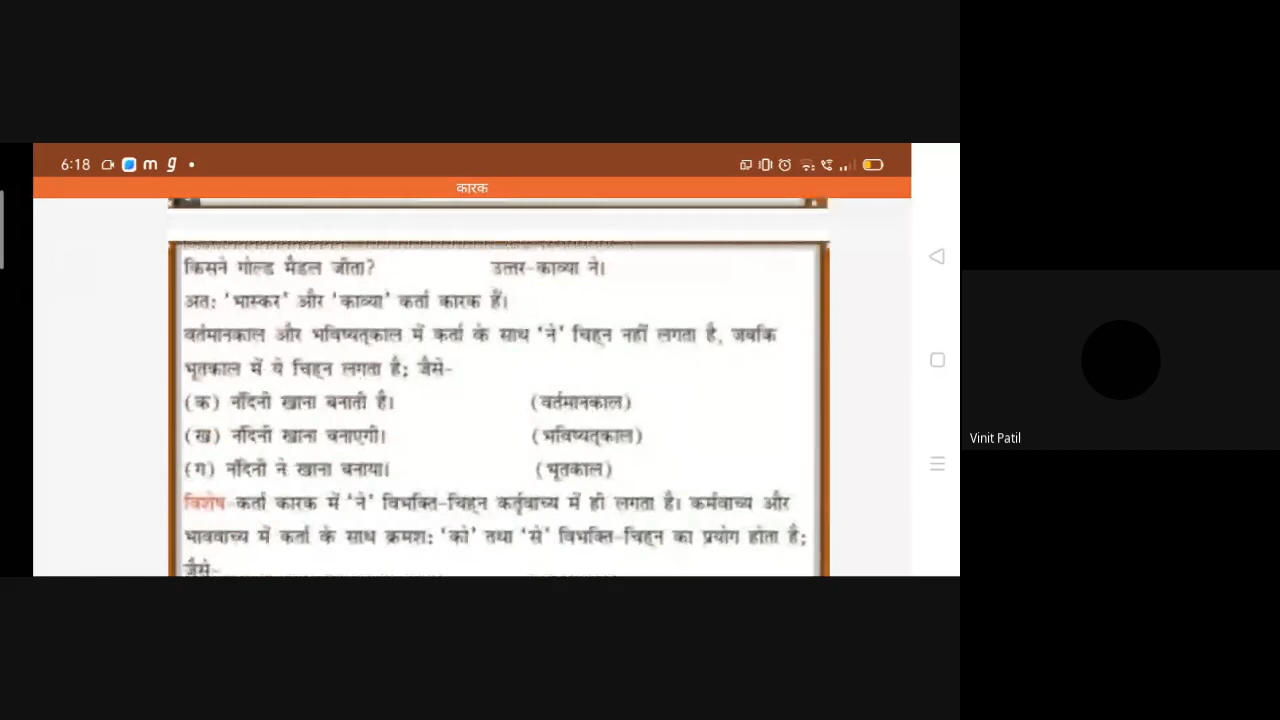 6:18
कारक
किसने गोल्ड मैडल जीता? उत्तर-काव्या ने।
अत: 'भास्कर' और 'काव्या' कर्ता कारक हैं।
वर्तमानकाल और भविष्यत्‌काल में कर्ता के साथ 'ने' चिह्‌न नहीं लगता है, जबकि
भूतकाल में ये चिह्‌न लगता है; जैसे-
(क) नंदिनी खाना बनाती है। (वर्तमानकाल)
(ख) नंदिनी खाना बनाएगी। (भविष्यत्‌काल)
(ग) नंदिनी ने खाना बनाया। (भूतकाल)
विशेष-कर्ता कारक में 'ने' विभक्ति-चिह्‌न कर्तृवाच्य में ही लगता है। कर्मवाच्य और
भाववाच्य में कर्ता के साथ क्रमश: 'को' तथा 'से' विभक्ति-चिह्‌न का प्रयोग होता है;
जैसे-
Vinit Patil